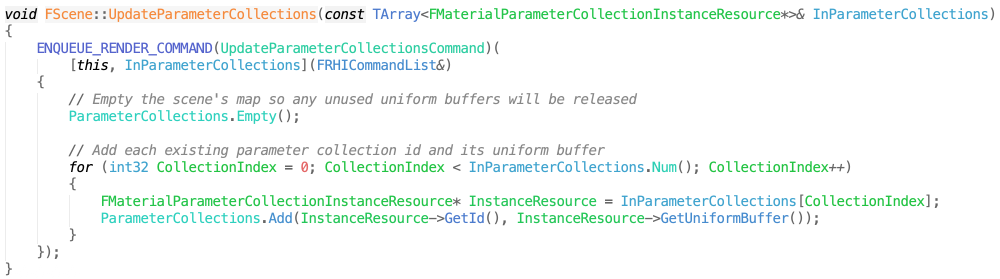 void FScene::UpdateParameterCollections(const TArray<FMaterialParameterCollectionInstanceResource*>& InParameterCollections)
{
    ENQUEUE_RENDER_COMMAND(UpdateParameterCollectionsCommand)(
        [this, InParameterCollections](FRHICommandList&)
    {
        // Empty the scene's map so any unused uniform buffers will be released
        ParameterCollections.Empty();

        // Add each existing parameter collection id and its uniform buffer
        for (int32 CollectionIndex = 0; CollectionIndex < InParameterCollections.Num(); CollectionIndex++)
        {
            FMaterialParameterCollectionInstanceResource* InstanceResource = InParameterCollections[CollectionIndex];
            ParameterCollections.Add(InstanceResource->GetId(), InstanceResource->GetUniformBuffer());
        }
    });
}